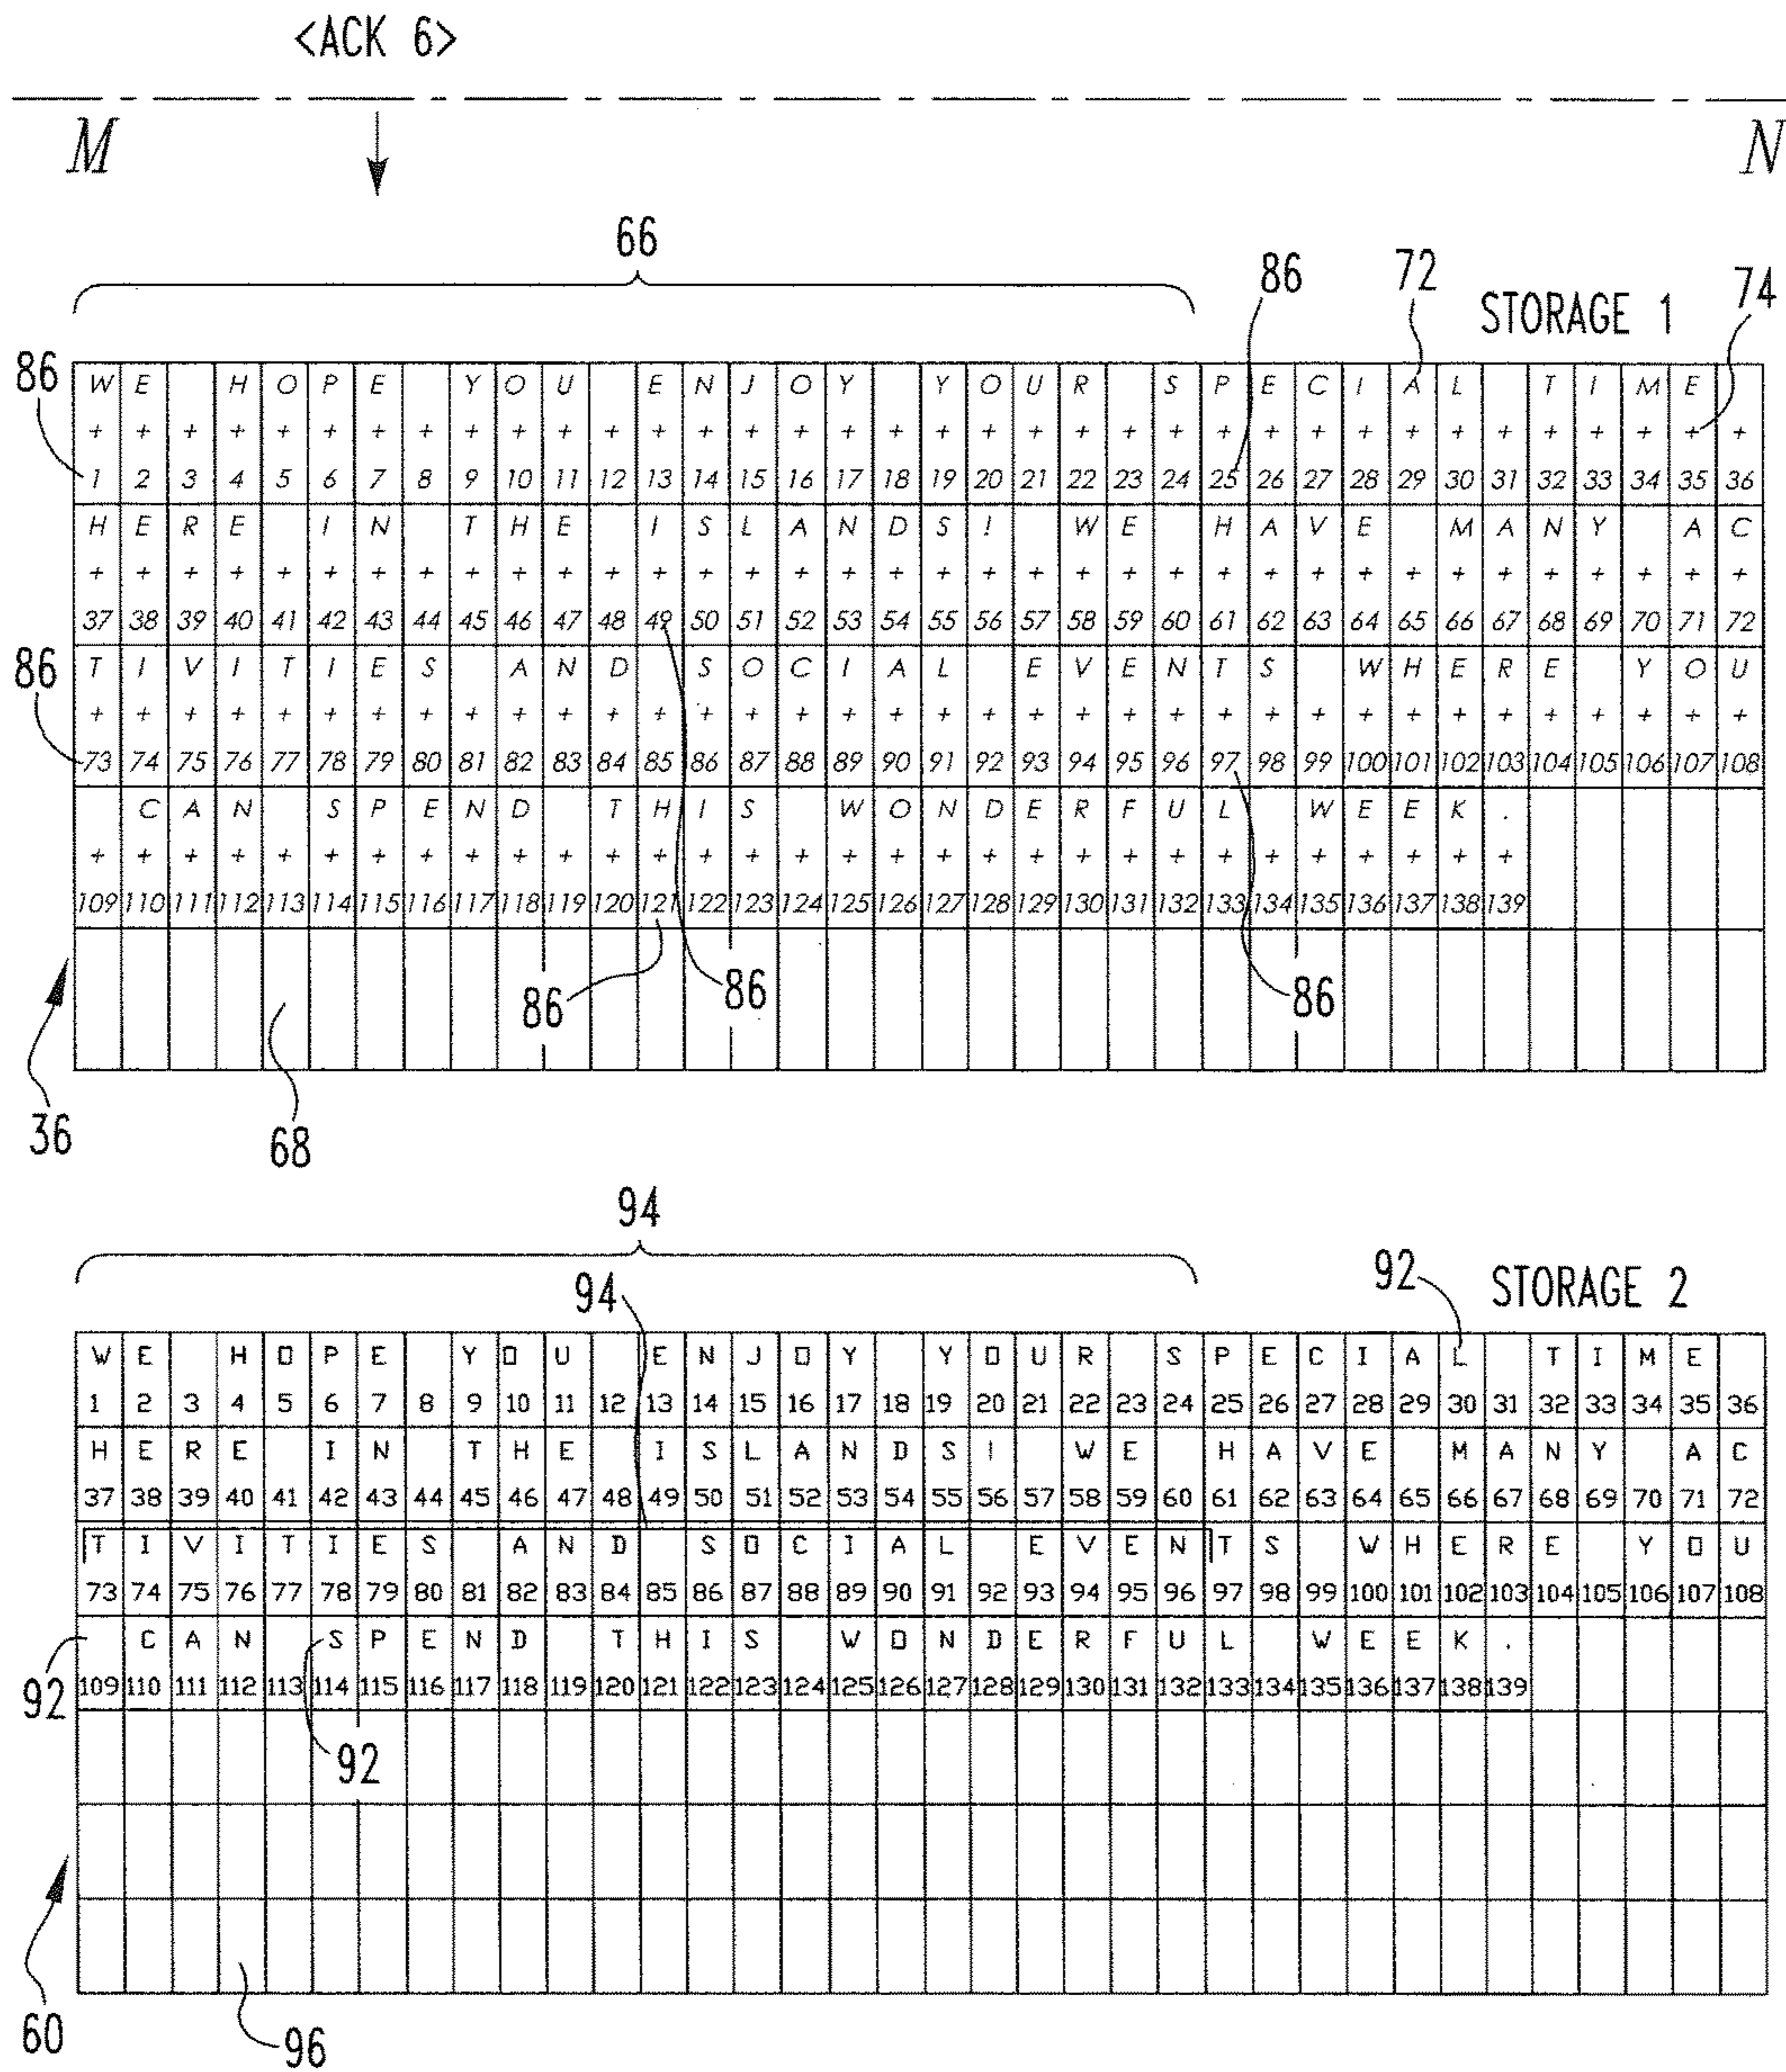 <ACK 6>
M N
66
86 72 STORAGE 1 74
86 W E H O P E Y O U E N J O Y Y O U R S P E C I A L T I M E
+ + + + + + + + + + + + + + + + + + + + + + + + + + + + + + + + + + + +
1 2 3 4 5 6 7 8 9 10 11 12 13 14 15 16 17 18 19 20 21 22 23 24 25 26 27 28 29 30 31 32 33 34 35 36
H E R E I N T H E I S L A N D S ! W E H A V E M A N Y A C
+ + + + + + + + + + + + + + + + + + + + + + + + + + + + + + + + + + + +
37 38 39 40 41 42 43 44 45 46 47 48 49 50 51 52 53 54 55 56 57 58 59 60 61 62 63 64 65 66 67 68 69 70 71 72
86 T I V I T I E S A N D S O C I A L E V E N T S W H E R E Y O U
+ + + + + + + + + + + + + + + + + + + + + + + + + + + + + + + + + + + +
73 74 75 76 77 78 79 80 81 82 83 84 85 86 87 88 89 90 91 92 93 94 95 96 97 98 99 100 101 102 103 104 105 106 107 108
C A N S P E N D T H I S W O N D E R F U L W E E K .
+ + + + + + + + + + + + + + + + + + + + + + + + + + + + + + +
109 110 111 112 113 114 115 116 117 118 119 120 121 122 123 124 125 126 127 128 129 130 131 132 133 134 135 136 137 138 139
86 86 86
36 68
94
94 92 STORAGE 2
W E H O P E Y O U E N J O Y Y O U R S P E C I A L T I M E
1 2 3 4 5 6 7 8 9 10 11 12 13 14 15 16 17 18 19 20 21 22 23 24 25 26 27 28 29 30 31 32 33 34 35 36
H E R E I N T H E I S L A N D S ! W E H A V E M A N Y A C
37 38 39 40 41 42 43 44 45 46 47 48 49 50 51 52 53 54 55 56 57 58 59 60 61 62 63 64 65 66 67 68 69 70 71 72
T I V I T I E S A N D S O C I A L E V E N T S W H E R E Y O U
73 74 75 76 77 78 79 80 81 82 83 84 85 86 87 88 89 90 91 92 93 94 95 96 97 98 99 100 101 102 103 104 105 106 107 108
C A N S P E N D T H I S W O N D E R F U L W E E K .
92 109 110 111 112 113 114 115 116 117 118 119 120 121 122 123 124 125 126 127 128 129 130 131 132 133 134 135 136 137 138 139
92
60 96